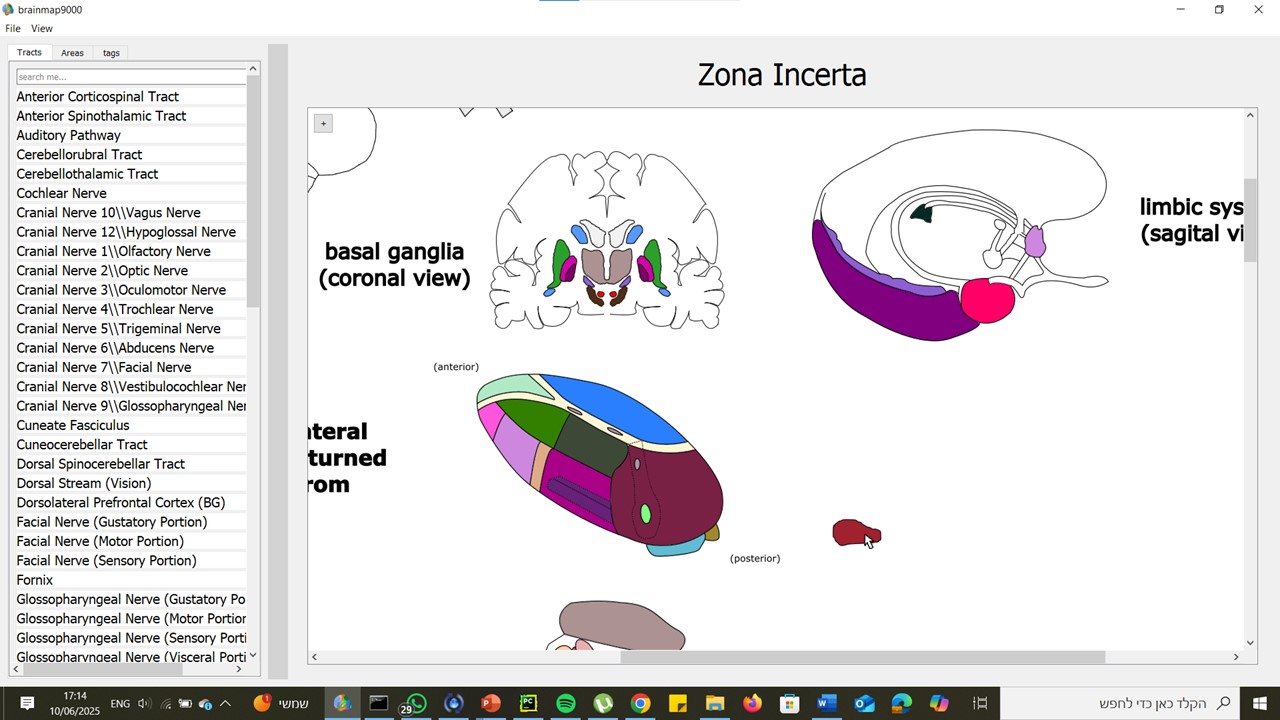 brainmap9000
File View
Tracts Areas tags
search me...
Anterior Corticospinal Tract
Anterior Spinothalamic Tract
Auditory Pathway
Cerebellorubral Tract
Cerebellothalamic Tract
Cochlear Nerve
Cranial Nerve 10\\Vagus Nerve
Cranial Nerve 12\\Hypoglossal Nerve
Cranial Nerve 1\\Olfactory Nerve
Cranial Nerve 2\\Optic Nerve
Cranial Nerve 3\\Oculomotor Nerve
Cranial Nerve 4\\Trochlear Nerve
Cranial Nerve 5\\Trigeminal Nerve
Cranial Nerve 6\\Abducens Nerve
Cranial Nerve 7\\Facial Nerve
Cranial Nerve 8\\Vestibulocochlear Ner
Cranial Nerve 9\\Glossopharyngeal Ner
Cuneate Fasciculus
Cuneocerebellar Tract
Dorsal Spinocerebellar Tract
Dorsal Stream (Vision)
Dorsolateral Prefrontal Cortex (BG)
Facial Nerve (Gustatory Portion)
Facial Nerve (Motor Portion)
Facial Nerve (Sensory Portion)
Fornix
Glossopharyngeal Nerve (Gustatory Po
Glossopharyngeal Nerve (Motor Portior
Glossopharyngeal Nerve (Sensory Porti
Glossopharyngeal Nerve (Visceral Porti
Zona Incerta
+
basal ganglia
(coronal view)
limbic sys
(sagital vi
(anterior)
ateral
turned
rom
(posterior)
17:14
10/06/2025
ENG
1
שמשי
29
PC
הקלד כאן כדי לחפש